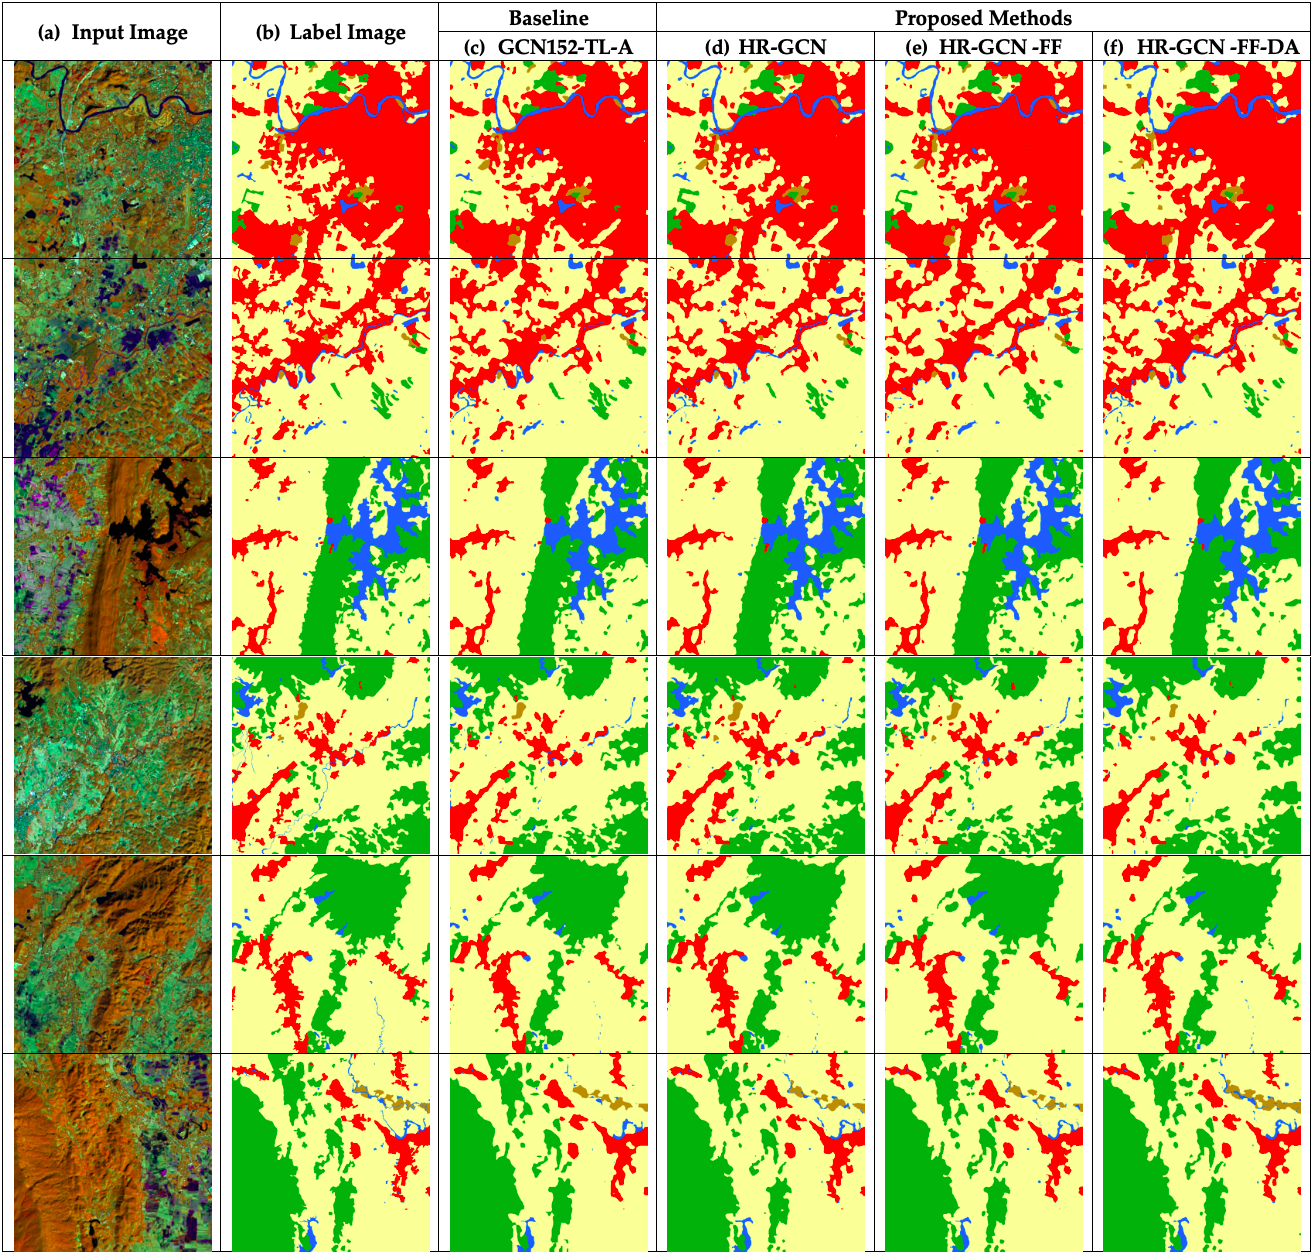 (a) Input Image
(b) Label Image
Baseline
Proposed Methods
(c) GCN152-TL-A
(d) HR-GCN
(e) HR-GCN -FF
(f) HR-GCN -FF-DA